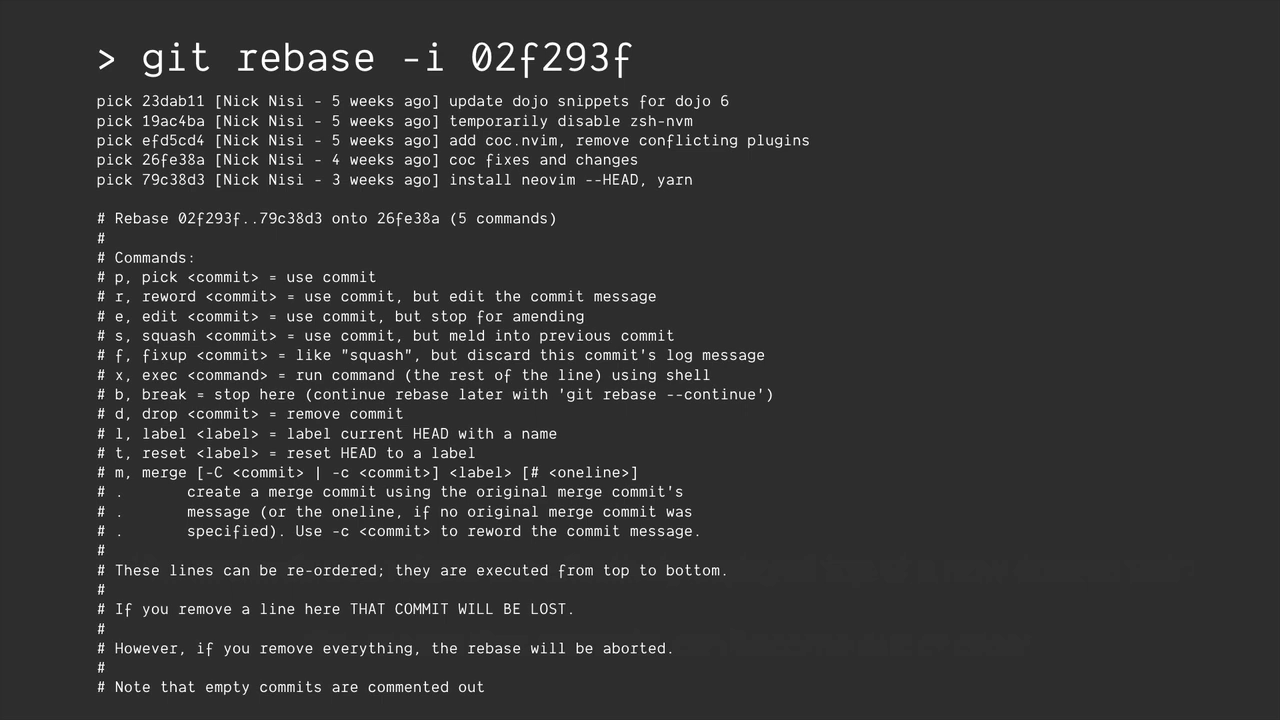 > git rebase -i 02f293f
pick 23dab11 [Nick Nisi - 5 weeks ago] update dojo snippets for dojo 6
pick 19ac4ba [Nick Nisi - 5 weeks ago] temporarily disable zsh-nvm
pick efd5cd4 [Nick Nisi - 5 weeks ago] add coc.nvim, remove conflicting plugins
pick 26fe38a [Nick Nisi - 4 weeks ago] coc fixes and changes
pick 79c38d3 [Nick Nisi - 3 weeks ago] install neovim --HEAD, yarn
# Rebase 02f293f..79c38d3 onto 26fe38a (5 commands)
#
# Commands:
# p, pick <commit> = use commit
# r, reword <commit> = use commit, but edit the commit message
# e, edit <commit> = use commit, but stop for amending
# s, squash <commit> = use commit, but meld into previous commit
# f, fixup <commit> = like "squash", but discard this commit's log message
# x, exec <command> = run command (the rest of the line) using shell
# b, break = stop here (continue rebase later with 'git rebase --continue')
# d, drop <commit> = remove commit
# l, label <label> = label current HEAD with a name
# t, reset <label> = reset HEAD to a label
# m, merge [-C <commit> | -c <commit>] <label> [# <oneline>]
# .       create a merge commit using the original merge commit's
# .       message (or the oneline, if no original merge commit was
# .       specified). Use -c <commit> to reword the commit message.
#
# These lines can be re-ordered; they are executed from top to bottom.
#
# If you remove a line here THAT COMMIT WILL BE LOST.
#
# However, if you remove everything, the rebase will be aborted.
#
# Note that empty commits are commented out